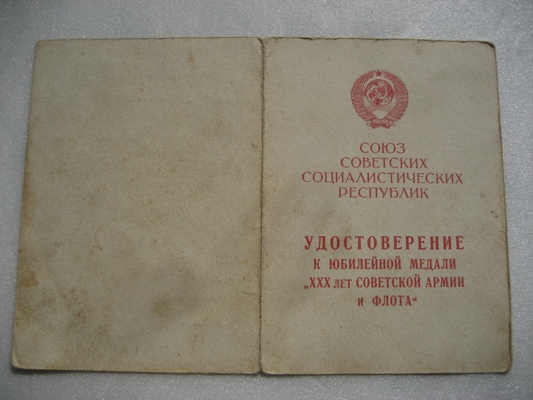 СОЮЗ
СОВЕТСКИХ
СОЦИАЛИСТИЧЕСКИХ
РЕСПУБЛИК
УДОСТОВЕРЕНИЕ
К ЮБИЛЕЙНОЙ МЕДАЛИ
„XXX ЛЕТ СОВЕТСКОЙ АРМИИ
И ФЛОТА“